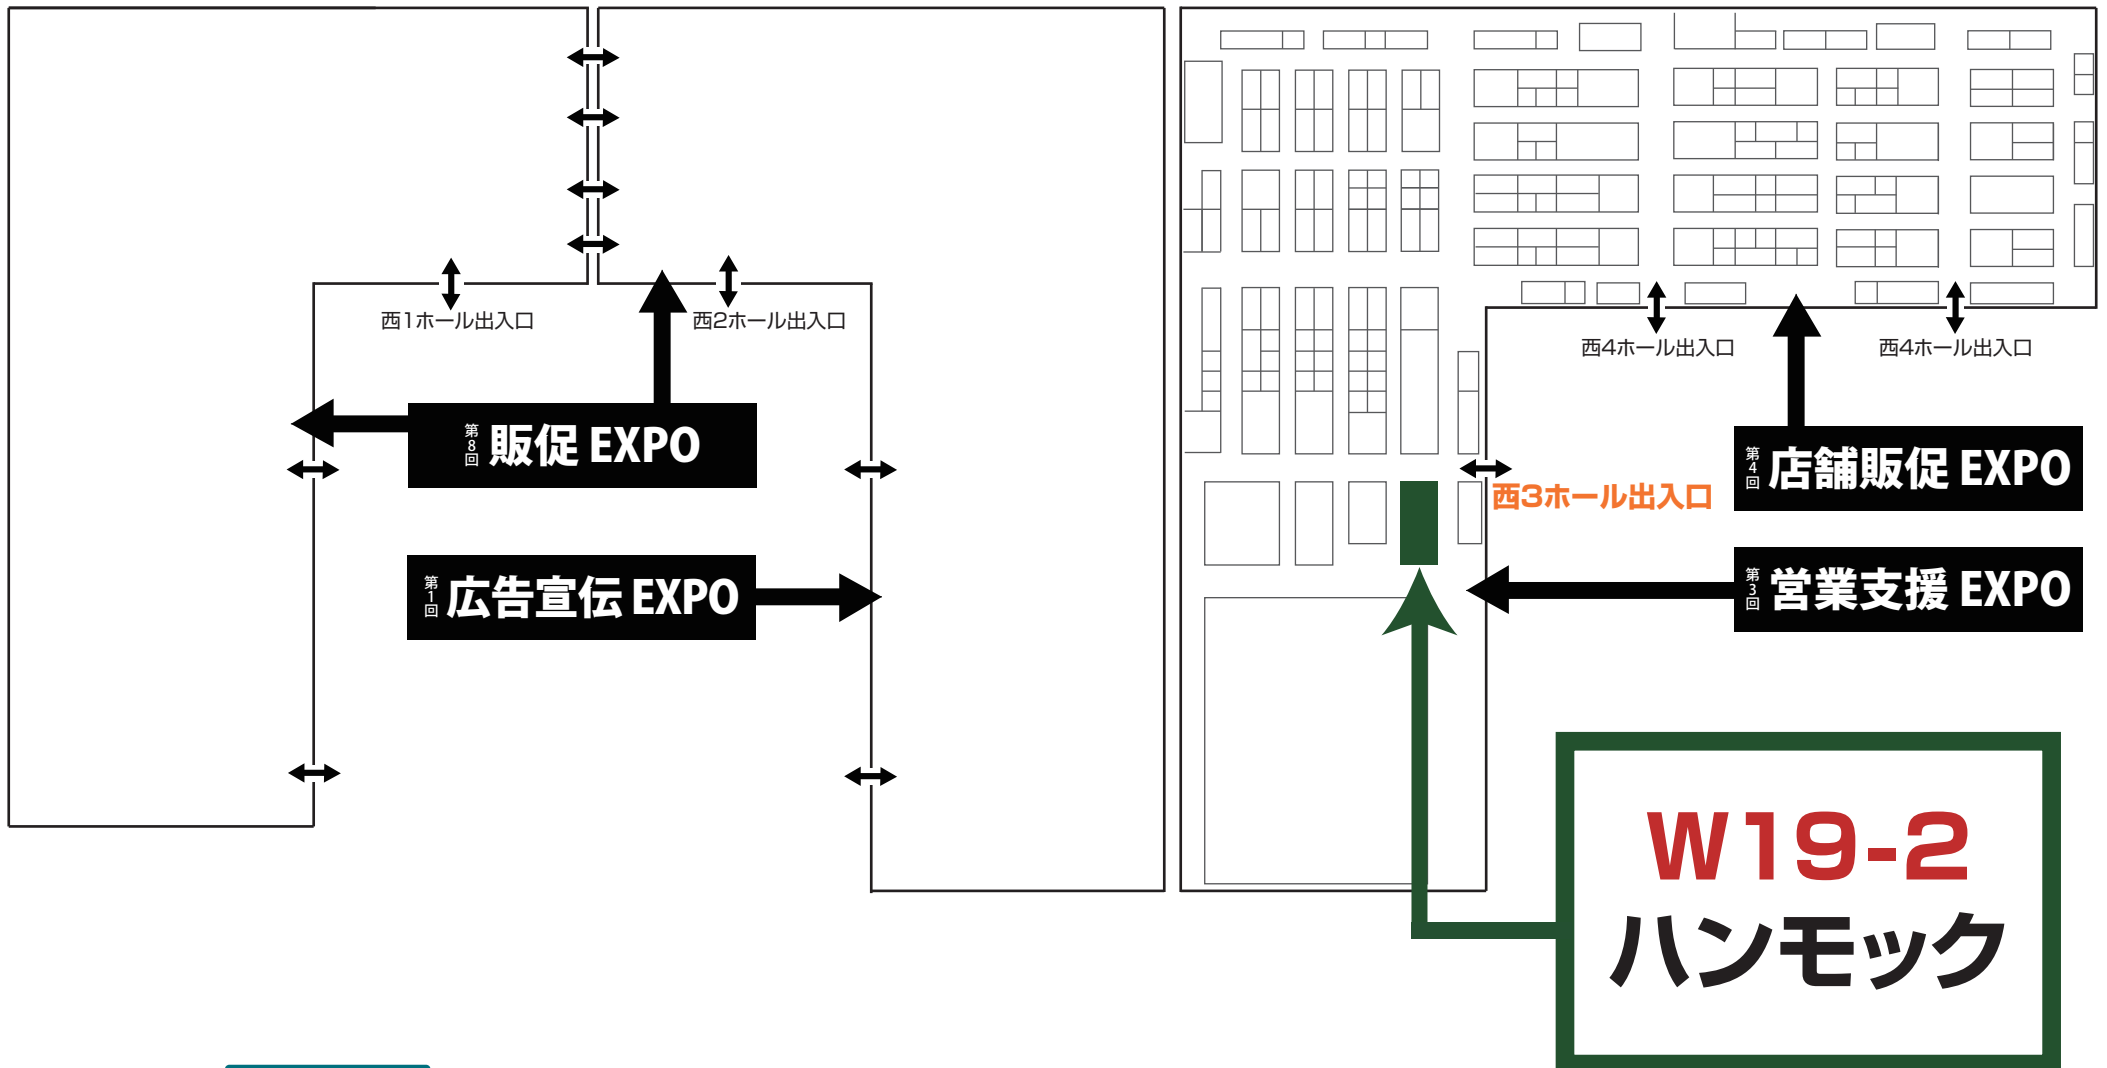 西1ホール出入口
西2ホール出入口
西4ホール出入口
西4ホール出入口
第8回 販促 EXPO
第4回 店舗販促 EXPO
西3ホール出入口
第1回 広告宣伝 EXPO
第3回 営業支援 EXPO
W19-2
ハンモック